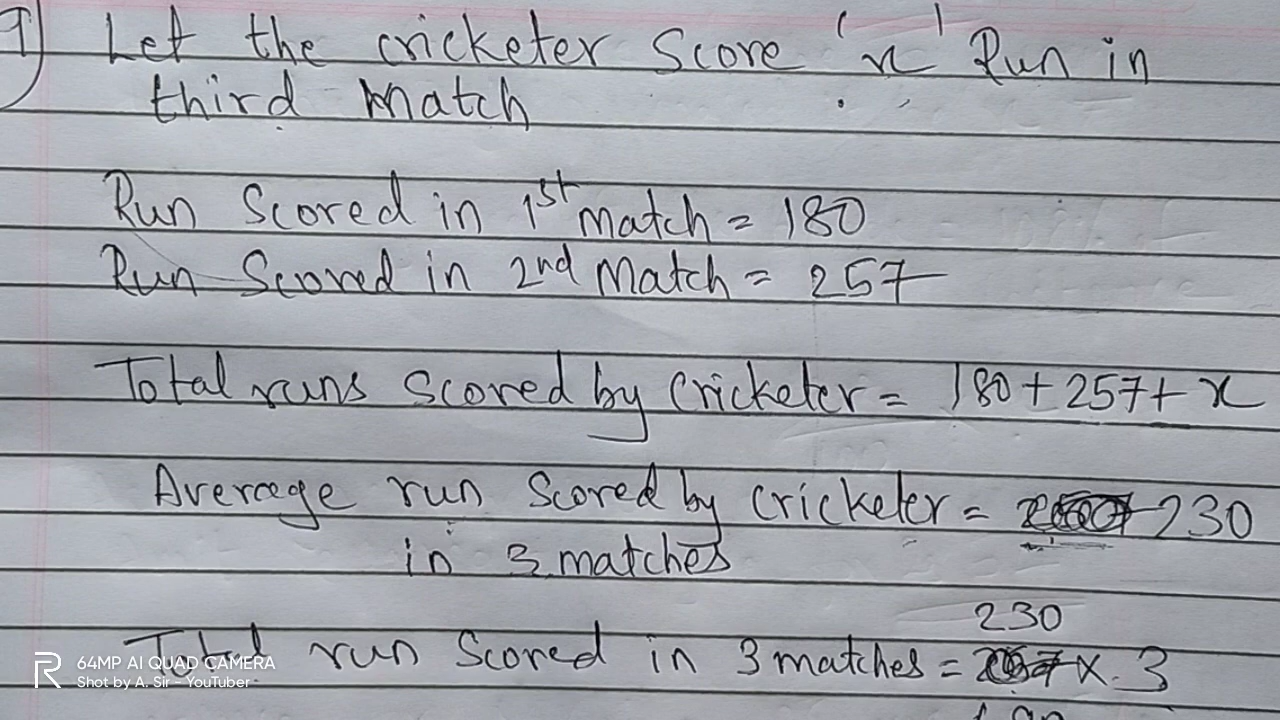 9) Let the cricketer Score 'x' Run in
third match
Run Scored in 1st match = 180
Run Scored in 2nd Match = 257
Total runs scored by cricketer = 180 + 257 + x
Average run scored by cricketer = 230
in 3 matches
230
Total run scored in 3 matches = x 3
64MP AI QUAD CAMERA
Shot by A. Sir - YouTuber